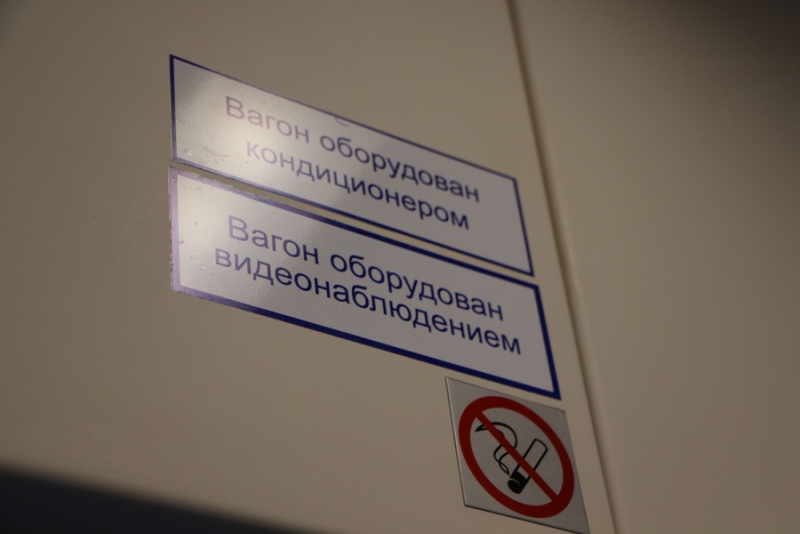 Вагон оборудован
кондиционером
Вагон оборудован
видеонаблюдением